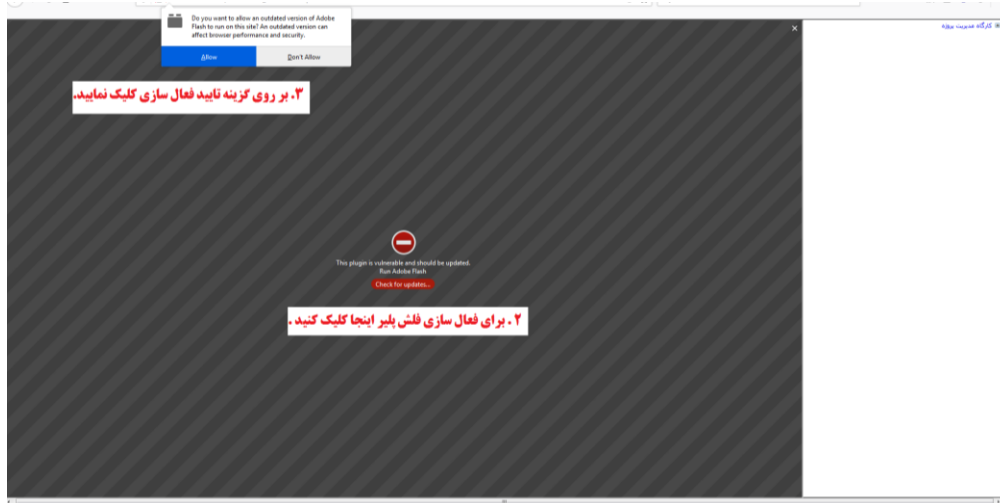 Do you want to allow an outdated version of Adobe
Flash to run on this site? An outdated version can
affect browser performance and security.
Allow
Don't Allow
کارگاه مدیریت پروژه
۳. بر روی گزینه تایید فعال سازی کلیک نمایید.
This plugin is vulnerable and should be updated.
Run Adobe Flash
Check for updates...
۲. برای فعال سازی فلش پلیر اینجا کلیک کنید .